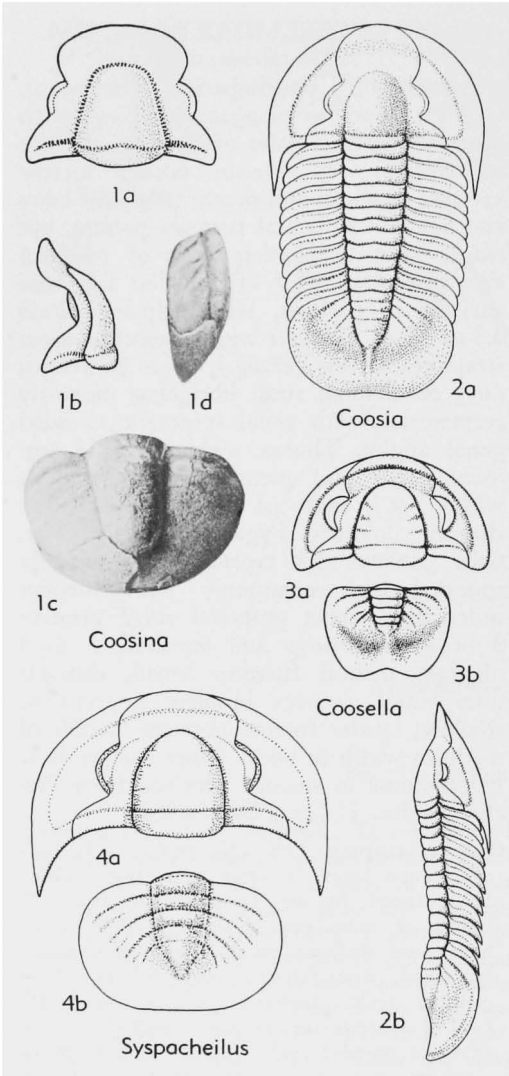 1a
1b
1d
2a
Coosia
1c
Coosina
3a
3b
Coosella
4a
4b
2b
Syspacheilus